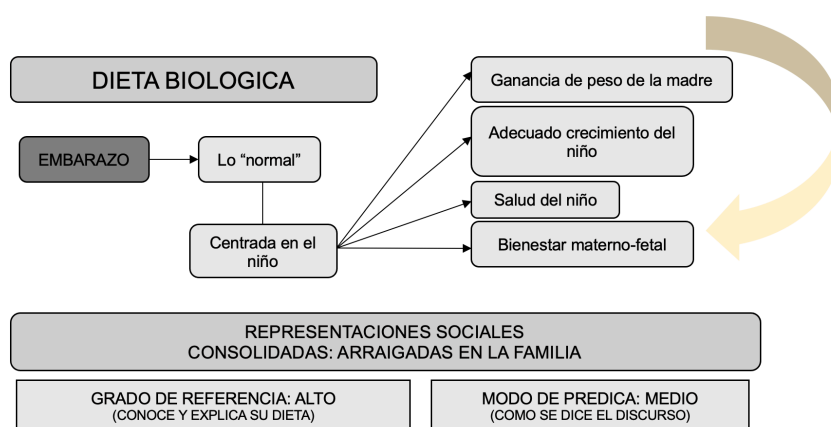 DIETA BIOLOGICA
EMBARAZO
Lo “normal”
Centrada en el
niño
Ganancia de peso de la madre
Adecuado crecimiento del
niño
Salud del niño
Bienestar materno-fetal
REPRESENTACIONES SOCIALES
CONSOLIDADAS: ARRAIGADAS EN LA FAMILIA
GRADO DE REFERENCIA: ALTO
(CONOCE Y EXPLICA SU DIETA)
MODO DE PREDICA: MEDIO
(COMO SE DICE EL DISCURSO)